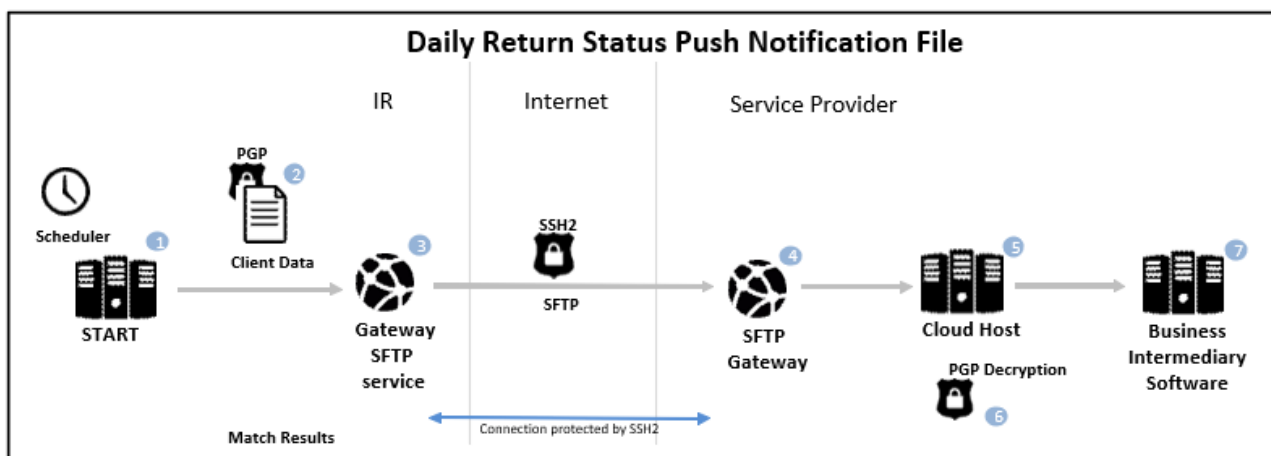 Daily Return Status Push Notification File
IR
Internet
Service Provider
PGP
2
Scheduler
1
Client Data
3
SSH2
4
5
7
START
Gateway
SFTP
service
SFTP
SFTP
Gateway
Cloud Host
PGP Decryption
6
Business
Intermediary
Software
Connection protected by SSH2
Match Results